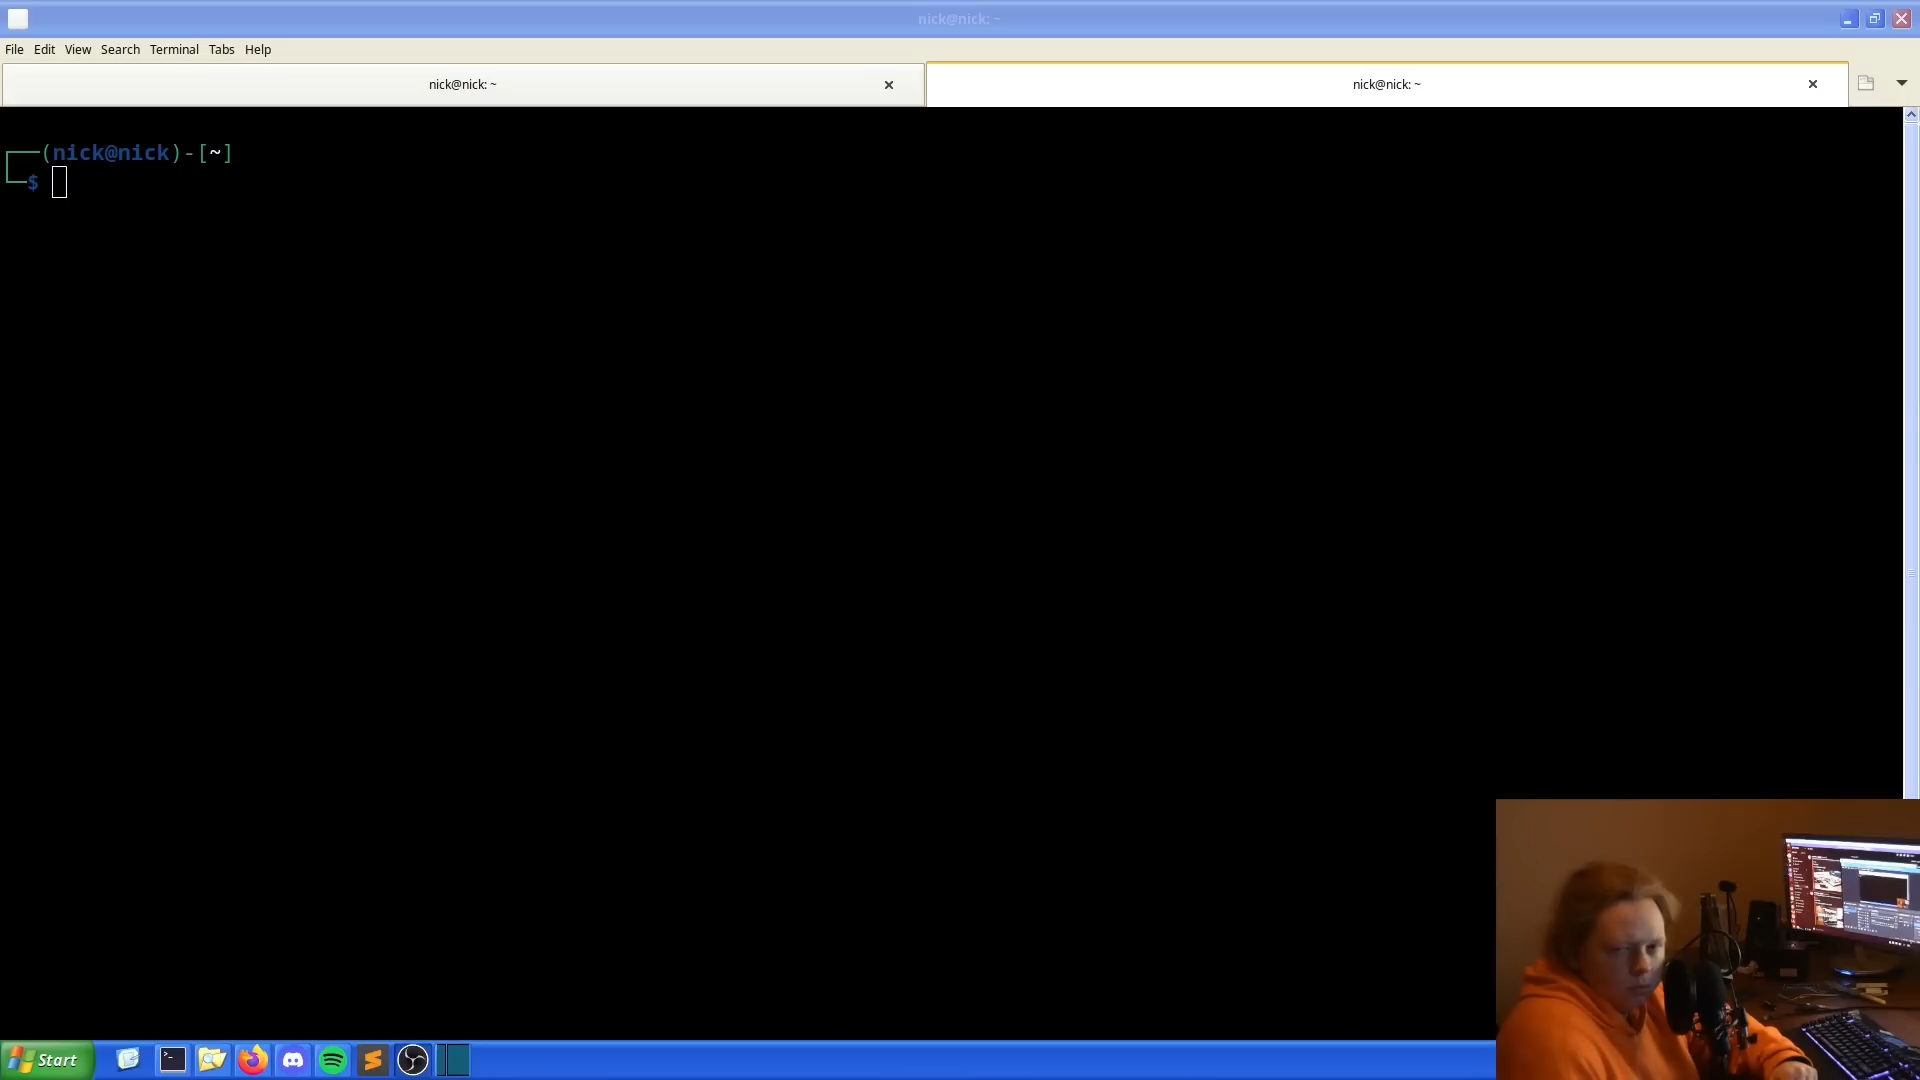 nick@nick: ~
File Edit View Search Terminal Tabs Help
nick@nick: ~ nick@nick: ~
(nick@nick)-[~]
$
Start